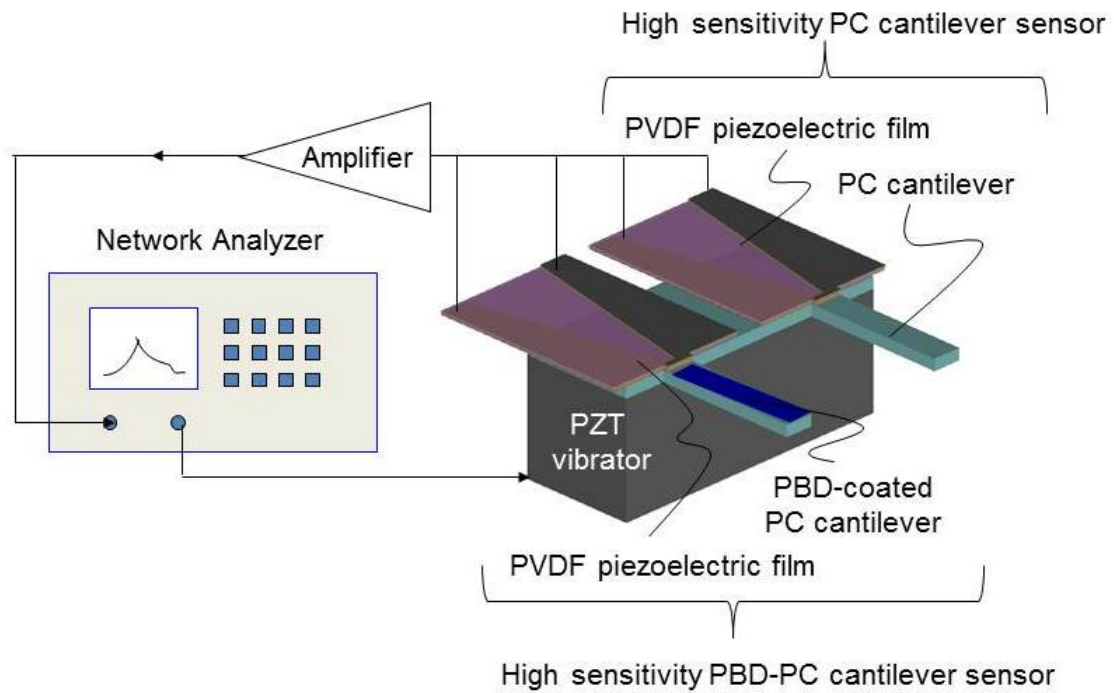 High sensitivity PC cantilever sensor
PVDF piezoelectric film
Amplifier
PC cantilever
Network Analyzer
PZT
vibrator
PBD-coated
PC cantilever
PVDF piezoelectric film
High sensitivity PBD-PC cantilever sensor